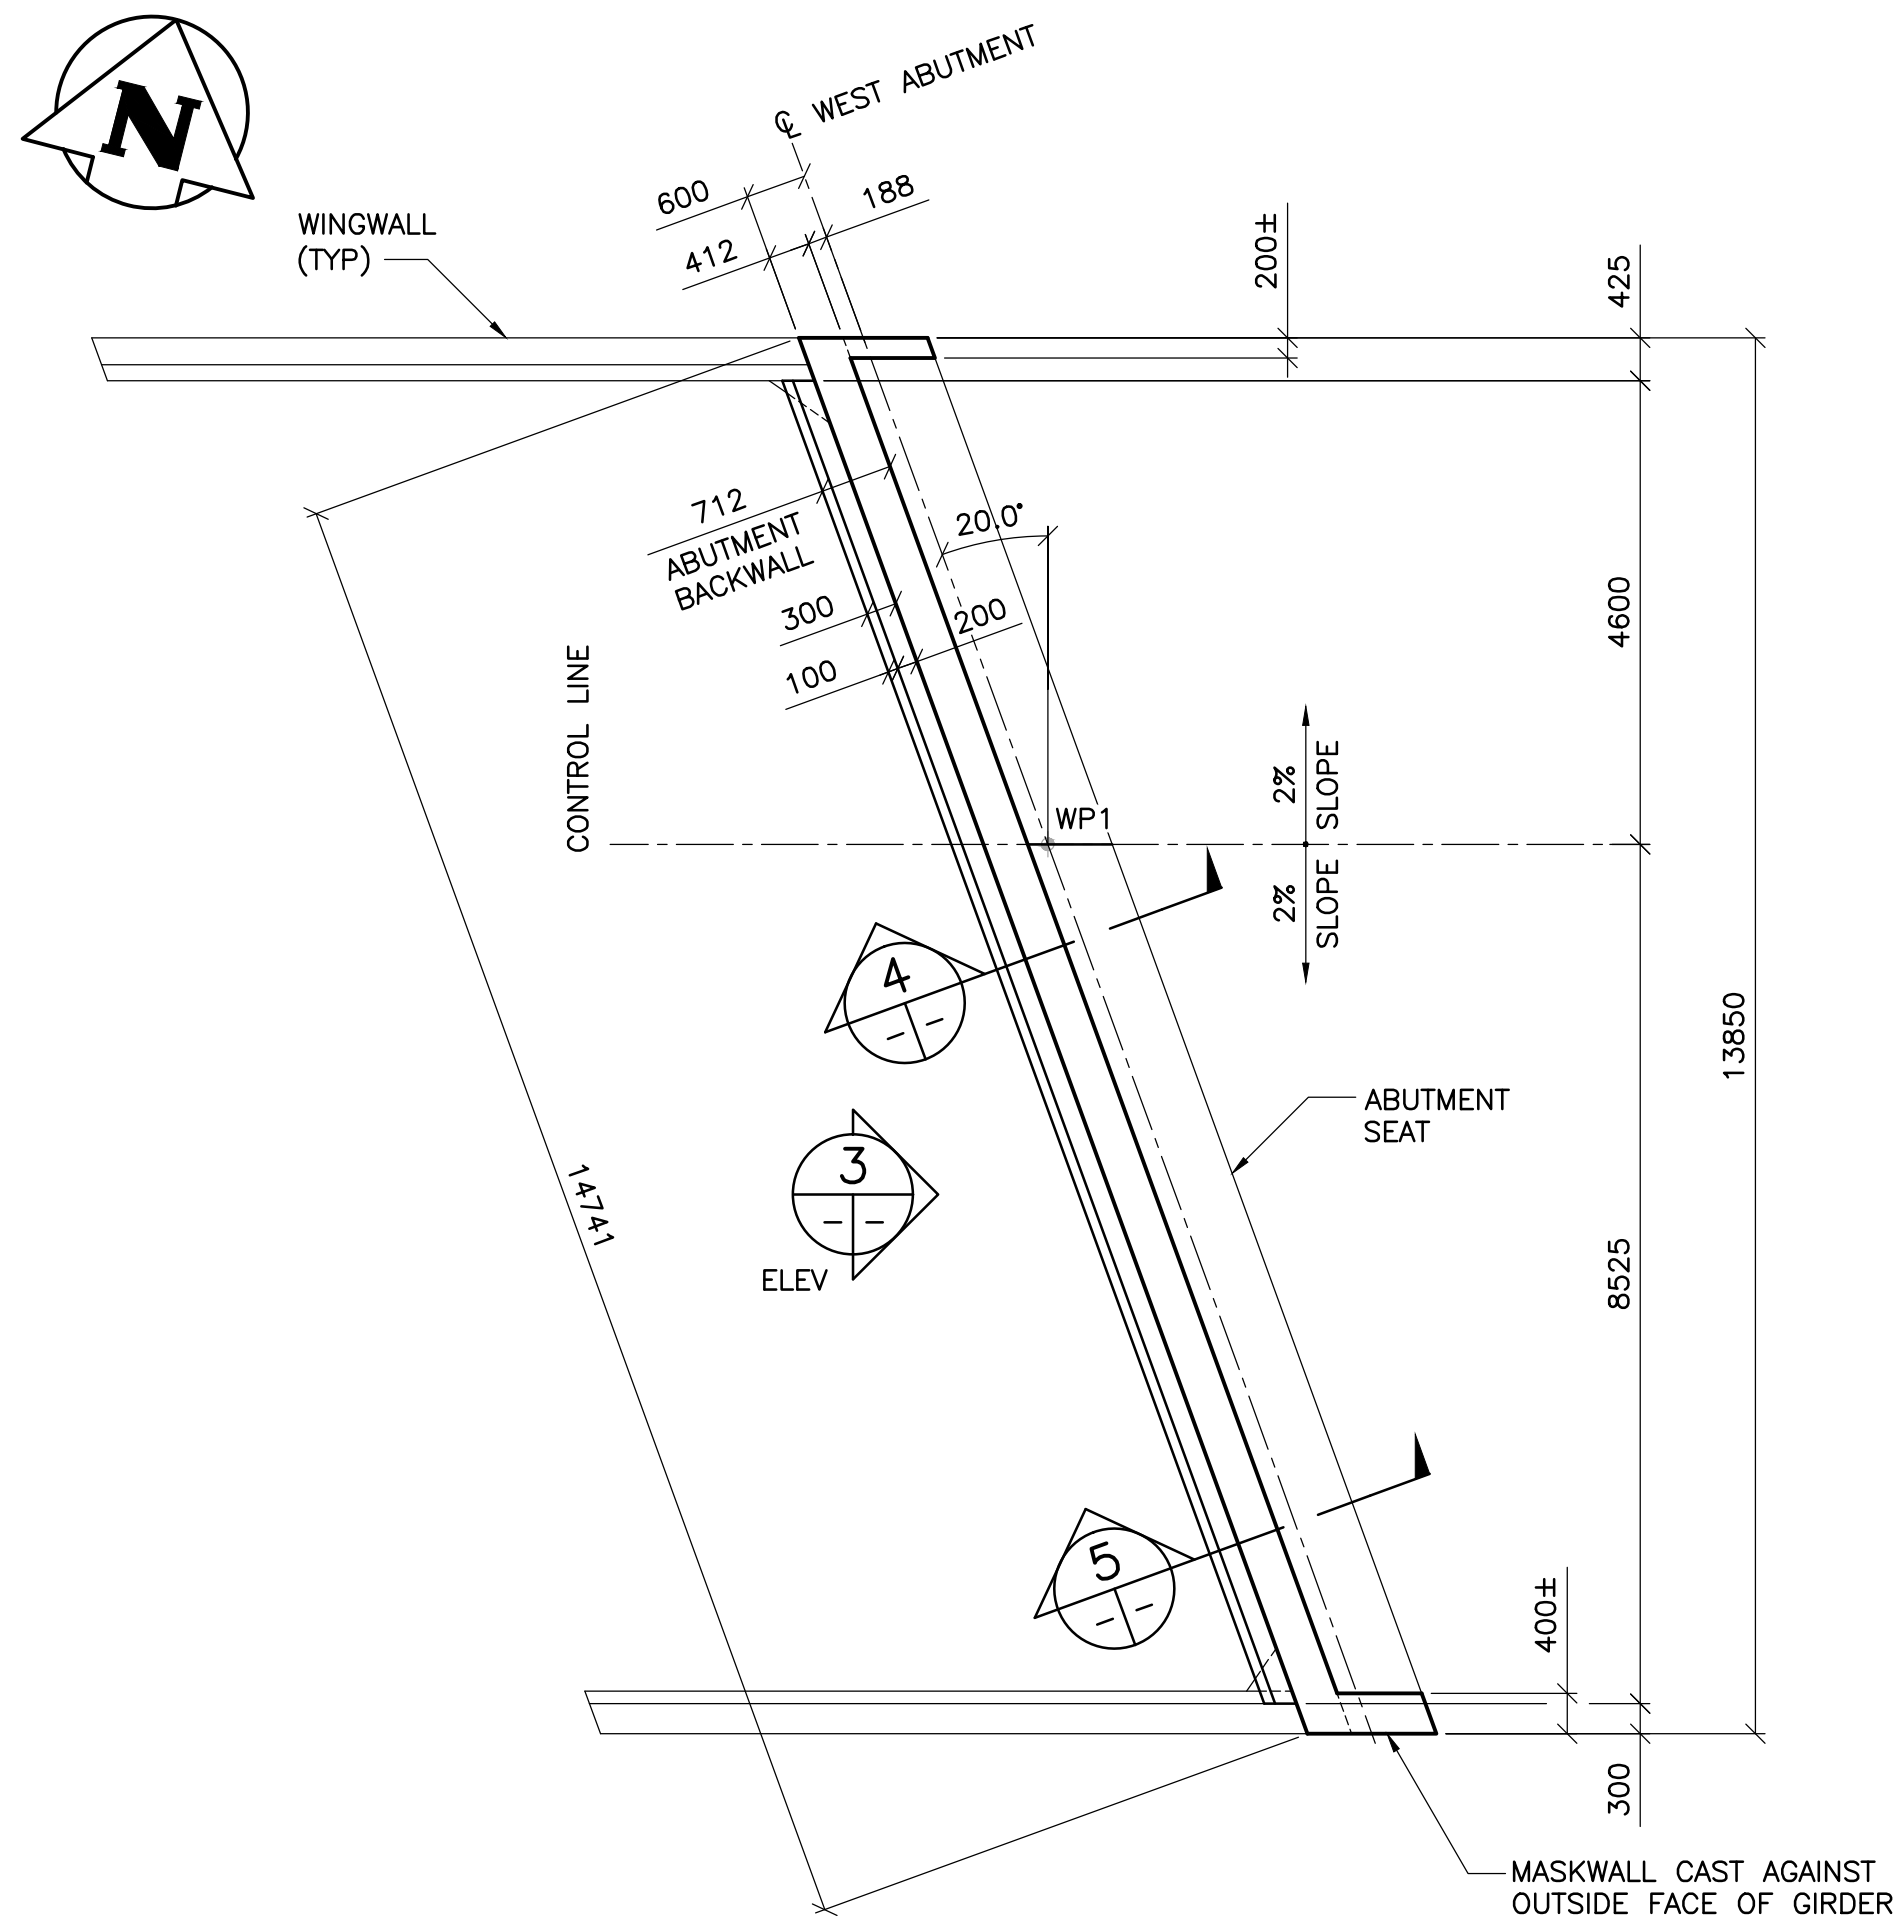 N
℄ WEST ABUTMENT
600
188
412
WINGWALL
(TYP)
200±
425
712
ABUTMENT
BACKWALL
20.0°
300
200
100
4600
CONTROL LINE
WP1
2%
SLOPE
2%
SLOPE
4
- -
13850
ABUTMENT
SEAT
3
- -
ELEV
14741
8525
5
- -
400±
300
MASKWALL CAST AGAINST
OUTSIDE FACE OF GIRDER